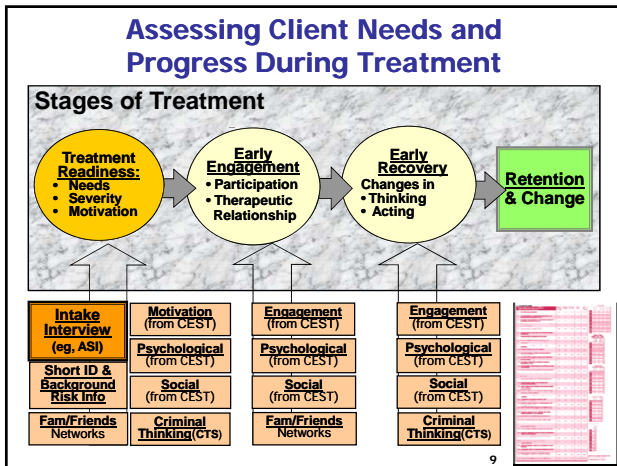 Assessing Client Needs and
Progress During Treatment
Stages of Treatment
Treatment
Readiness:
• Needs
• Severity
• Motivation
Early
Engagement
• Participation
• Therapeutic
Relationship
Early
Recovery
Changes in
• Thinking
• Acting
Retention
& Change
Intake
Interview
(eg, ASI)
Short ID &
Background
Risk Info
Fam/Friends
Networks
Motivation
(from CEST)
Psychological
(from CEST)
Social
(from CEST)
Criminal
Thinking(CTS)
Engagement
(from CEST)
Psychological
(from CEST)
Social
(from CEST)
Fam/Friends
Networks
Engagement
(from CEST)
Psychological
(from CEST)
Social
(from CEST)
Criminal
Thinking(CTS)
9